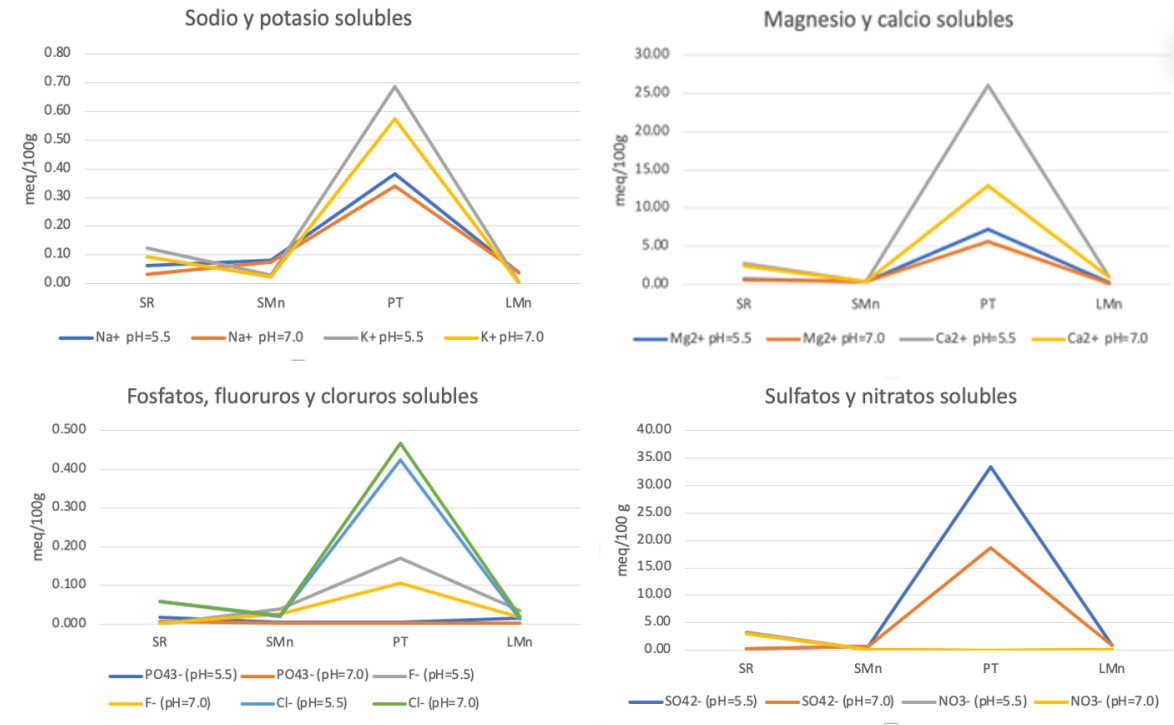 Sodio y potasio solubles
0.80
0.70
0.60
0.50
0.40
0.30
0.20
0.10
0.00
meq/100g
SR SMn PT LMn
Na+ pH=5.5 Na+ pH=7.0 K+ pH=5.5 K+ pH=7.0
Magnesio y calcio solubles
30.00
25.00
20.00
15.00
10.00
5.00
0.00
meq/100g
SR SMn PT LMn
Mg2+ pH=5.5 Mg2+ pH=7.0 Ca2+ pH=5.5 Ca2+ pH=7.0
Fosfatos, fluoruros y cloruros solubles
0.500
0.400
0.300
0.200
0.100
0.000
meq/100g
SR SMn PT LMn
PO43- (pH=5.5) PO43- (pH=7.0) F- (pH=5.5)
F- (pH=7.0) Cl- (pH=5.5) Cl- (pH=7.0)
Sulfatos y nitratos solubles
40.00
35.00
30.00
25.00
20.00
15.00
10.00
5.00
0.00
meq/100 g
SR SMn PT LMn
SO42- (pH=5.5) SO42- (pH=7.0) NO3- (pH=5.5) NO3- (pH=7.0)